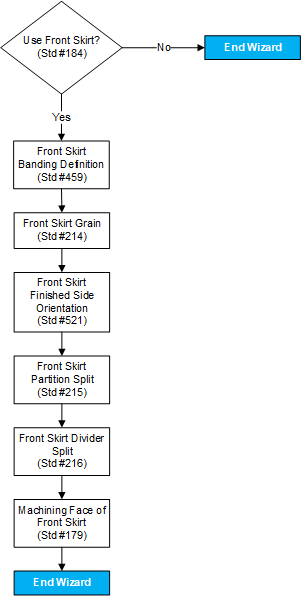 Use Front Skirt?
(Std #184)
No
End Wizard
Yes
Front Skirt
Banding Definition
(Std #459)
Front Skirt Grain
(Std #214)
Front Skirt
Finished Side
Orientation
(Std #521)
Front Skirt
Partition Split
(Std #215)
Front Skirt Divider
Split
(Std #216)
Machining Face of
Front Skirt
(Std #179)
End Wizard